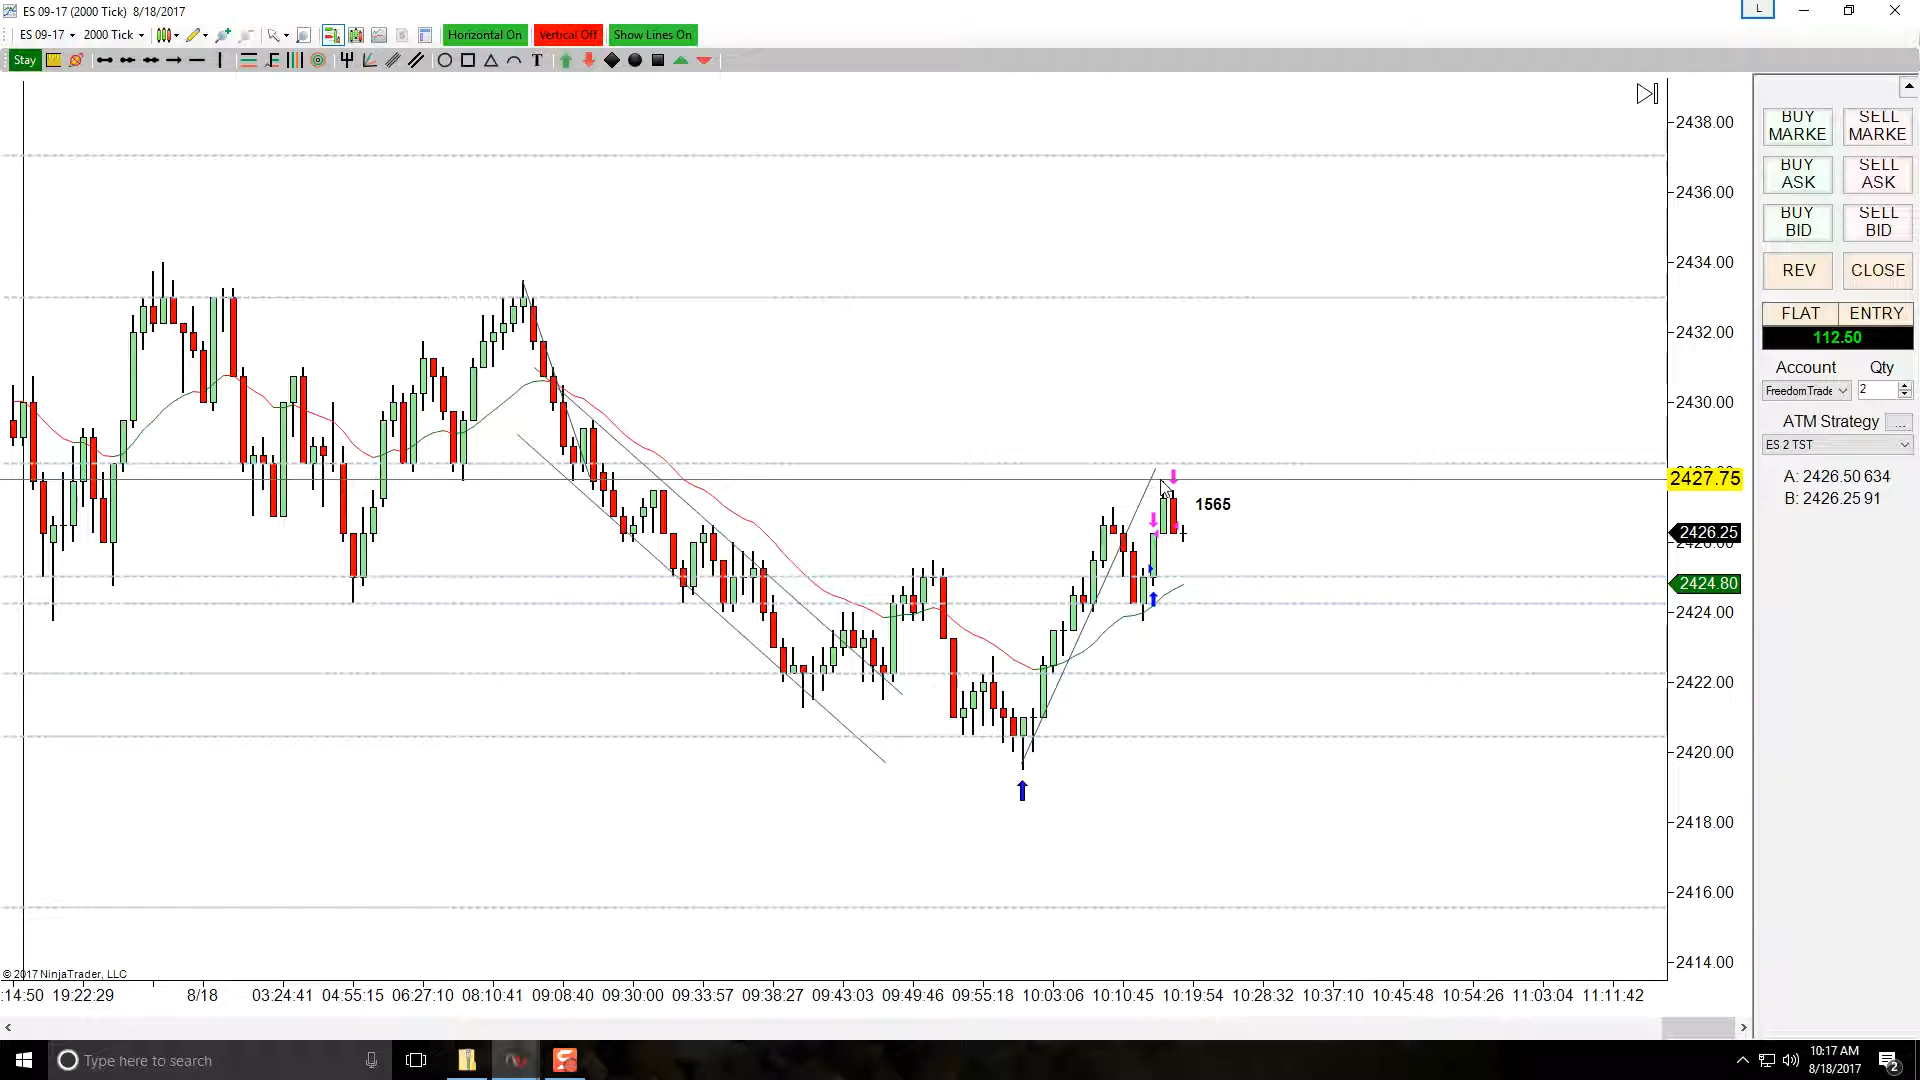 ES 09-17 (2000 Tick) 8/18/2017
L
ES 09-17 2000 Tick Horizontal On Vertical Off Show Lines On
Stay T
2438.00
2436.00
2434.00
2432.00
2430.00
2427.75
2426.25
2424.80
2424.00
2422.00
2420.00
2418.00
2416.00
2414.00
1565
© 2017 NinjaTrader, LLC
:14:50 19:22:29 8/18 03:24:41 04:55:15 06:27:10 08:10:41 09:08:40 09:30:00 09:33:57 09:38:27 09:43:03 09:49:46 09:55:18 10:03:06 10:10:45 10:19:54 10:28:32 10:37:10 10:45:48 10:54:26 11:03:04 11:11:42
BUY MARKE SELL MARKE
BUY ASK SELL ASK
BUY BID SELL BID
REV CLOSE
FLAT ENTRY
112.50
Account Qty
FreedomTrade 2
ATM Strategy ...
ES 2 TST
A: 2426.50 634
B: 2426.25 91
Type here to search
10:17 AM
8/18/2017
2